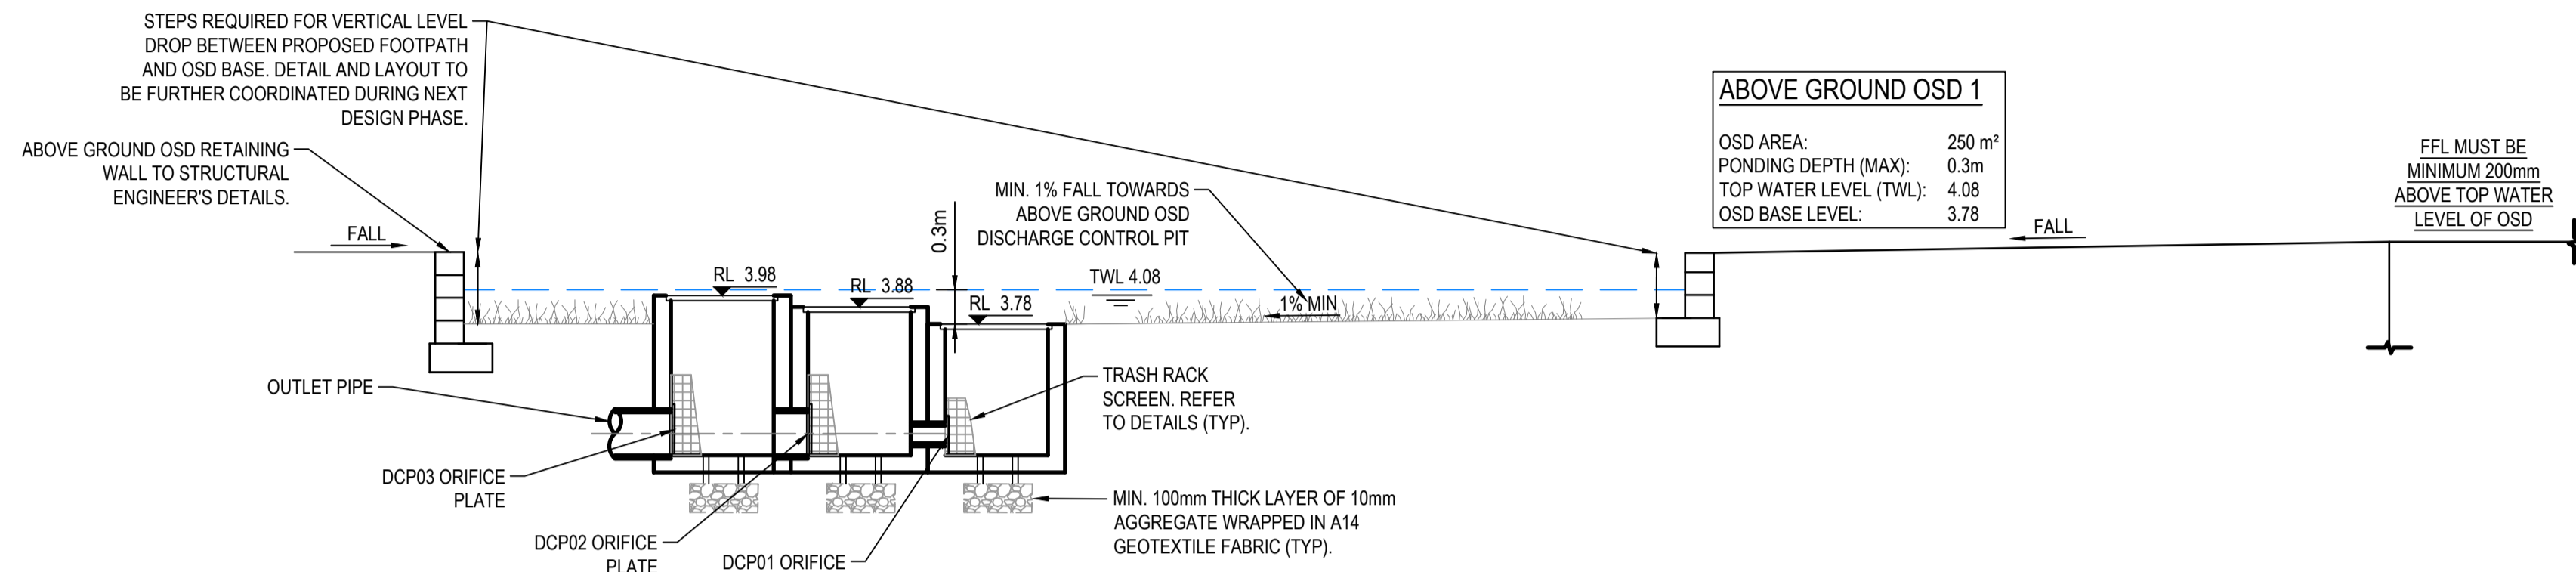 STEPS REQUIRED FOR VERTICAL LEVEL
DROP BETWEEN PROPOSED FOOTPATH
AND OSD BASE. DETAIL AND LAYOUT TO
BE FURTHER COORDINATED DURING NEXT
DESIGN PHASE.
ABOVE GROUND OSD RETAINING
WALL TO STRUCTURAL
ENGINEER'S DETAILS.
FALL
OUTLET PIPE
DCP03 ORIFICE
PLATE
DCP02 ORIFICE
PLATE
DCP01 ORIFICE
RL 3.98
RL 3.88
RL 3.78
0.3m
MIN. 1% FALL TOWARDS
ABOVE GROUND OSD
DISCHARGE CONTROL PIT
TWL 4.08
1% MIN
TRASH RACK
SCREEN. REFER
TO DETAILS (TYP).
MIN. 100mm THICK LAYER OF 10mm
AGGREGATE WRAPPED IN A14
GEOTEXTILE FABRIC (TYP).
ABOVE GROUND OSD 1
OSD AREA: 250 m²
PONDING DEPTH (MAX): 0.3m
TOP WATER LEVEL (TWL): 4.08
OSD BASE LEVEL: 3.78
FALL
FFL MUST BE
MINIMUM 200mm
ABOVE TOP WATER
LEVEL OF OSD